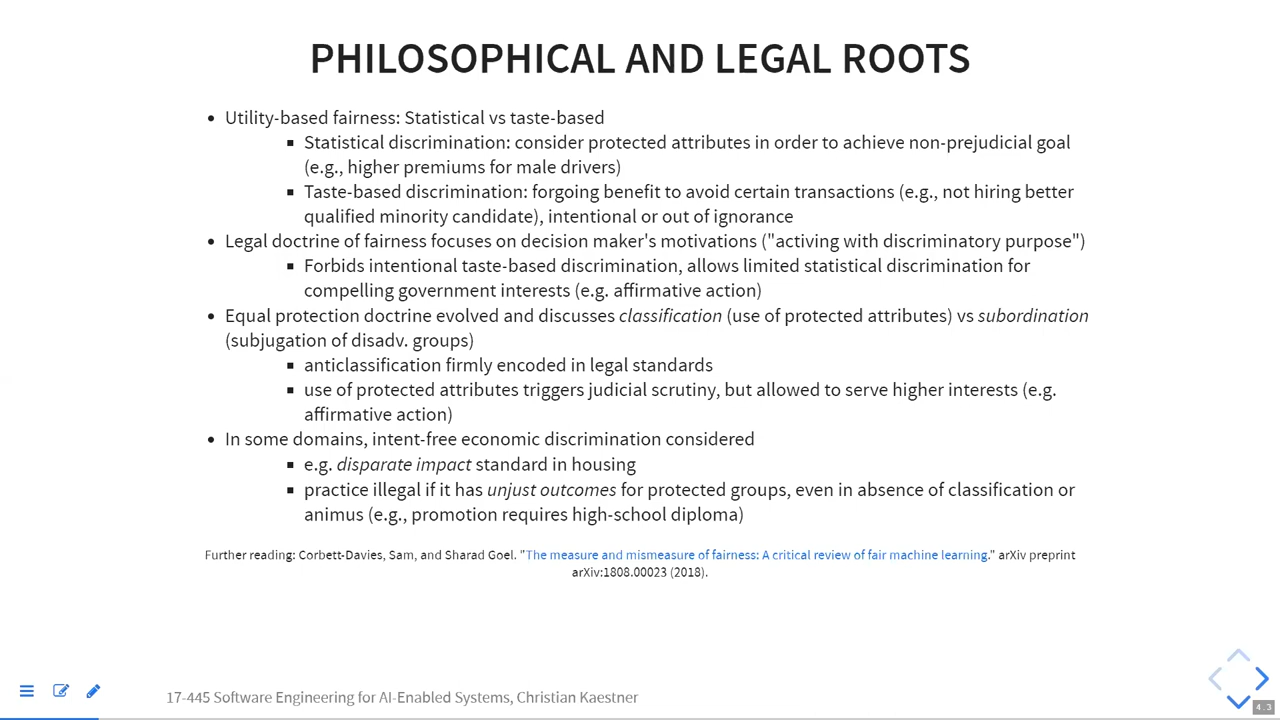 PHILOSOPHICAL AND LEGAL ROOTS
• Utility-based fairness: Statistical vs taste-based
▪ Statistical discrimination: consider protected attributes in order to achieve non-prejudicial goal
(e.g., higher premiums for male drivers)
▪ Taste-based discrimination: forgoing benefit to avoid certain transactions (e.g., not hiring better
qualified minority candidate), intentional or out of ignorance
• Legal doctrine of fairness focuses on decision maker's motivations ("activing with discriminatory purpose")
▪ Forbids intentional taste-based discrimination, allows limited statistical discrimination for
compelling government interests (e.g. affirmative action)
• Equal protection doctrine evolved and discusses classification (use of protected attributes) vs subordination
(subjugation of disadv. groups)
▪ anticlassification firmly encoded in legal standards
▪ use of protected attributes triggers judicial scrutiny, but allowed to serve higher interests (e.g.
affirmative action)
• In some domains, intent-free economic discrimination considered
▪ e.g. disparate impact standard in housing
▪ practice illegal if it has unjust outcomes for protected groups, even in absence of classification or
animus (e.g., promotion requires high-school diploma)
Further reading: Corbett-Davies, Sam, and Sharad Goel. "The measure and mismeasure of fairness: A critical review of fair machine learning." arXiv preprint
arXiv:1808.00023 (2018).
17-445 Software Engineering for AI-Enabled Systems, Christian Kaestner
4.3